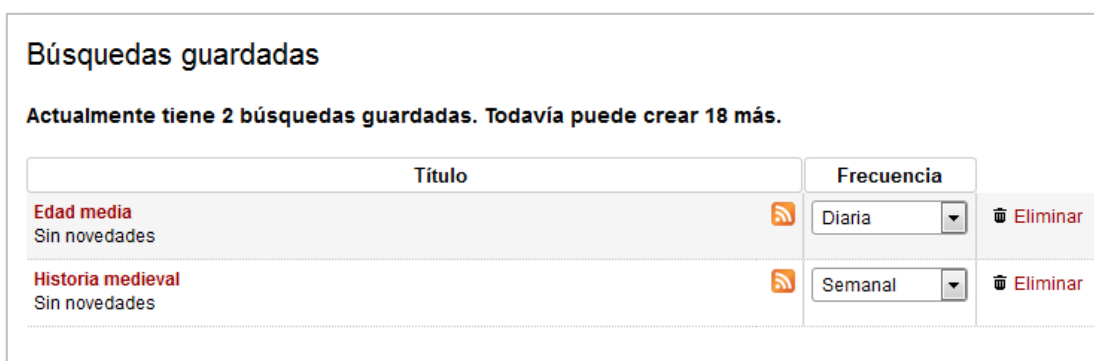 Búsquedas guardadas
Actualmente tiene 2 búsquedas guardadas. Todavía puede crear 18 más.
Título Frecuencia
Edad media Diaria Eliminar
Sin novedades
Historia medieval Semanal Eliminar
Sin novedades